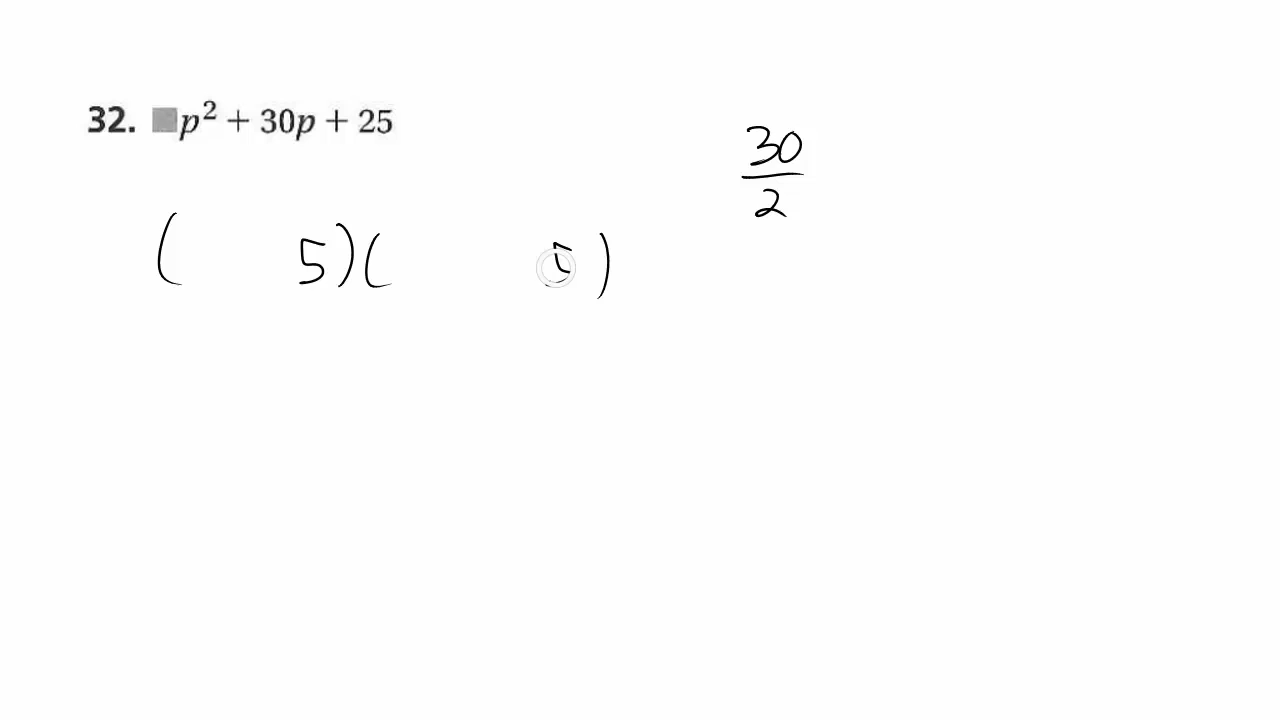 32. ■p² + 30p + 25
30
2
( 5)( )